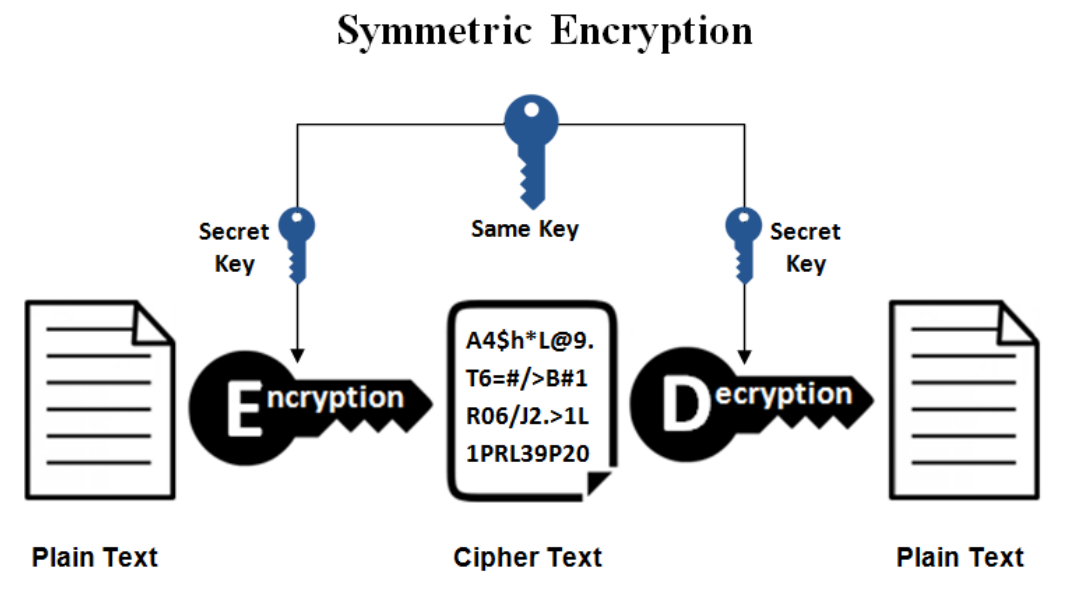 Symmetric Encryption
Same Key
Secret
Key
Secret
Key
Encryption
A4$h*L@9.
T6=#/>B#1
R06/J2.>1L
1PRL39P20
Decryption
Plain Text
Cipher Text
Plain Text